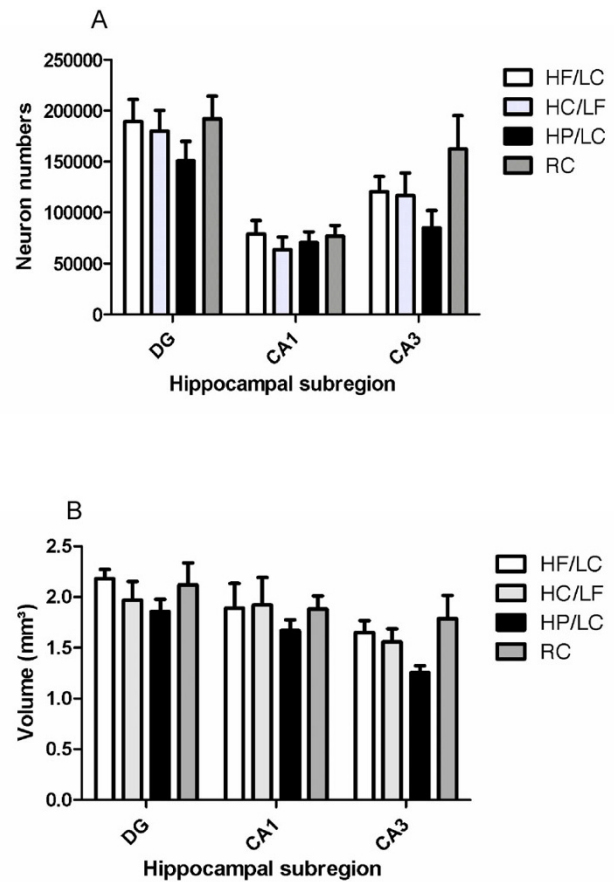 A
250000
200000
150000
100000
50000
0
Neuron numbers
DG
CA1
CA3
Hippocampal subregion
HF/LC
HC/LF
HP/LC
RC
B
2.5
2.0
1.5
1.0
0.5
0.0
Volume (mm³)
DG
CA1
CA3
Hippocampal subregion
HF/LC
HC/LF
HP/LC
RC